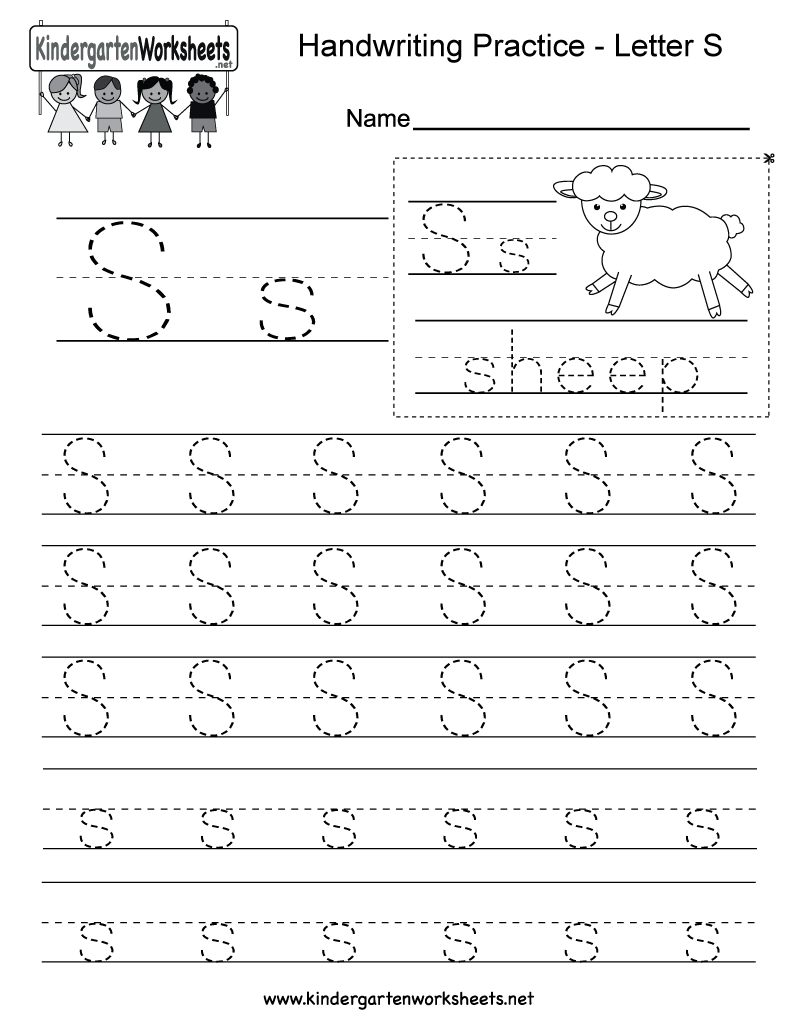 KindergartenWorksheets
.net
Handwriting Practice - Letter S
Name
S s
S s
sheep
S S S S S S
S S S S S S
S S S S S S
s s s s s s
s s s s s s
www.kindergartenworksheets.net